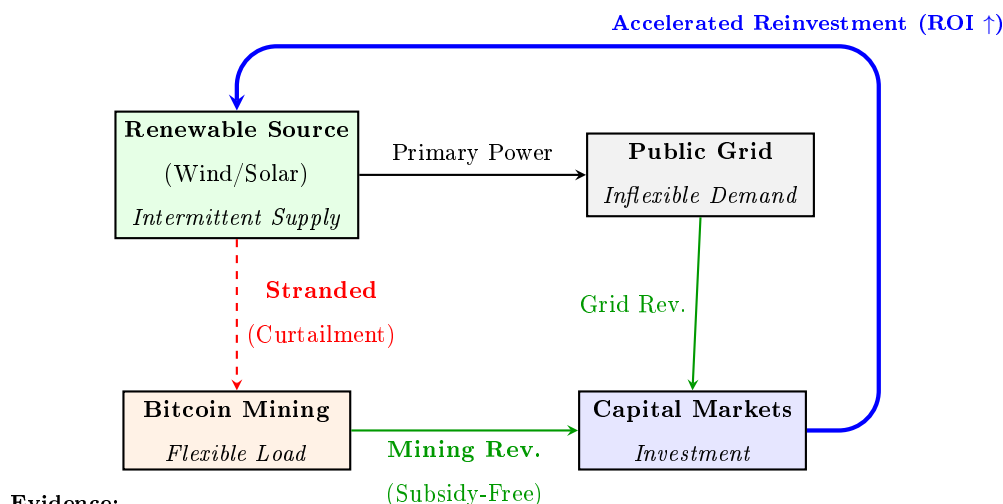 Accelerated Reinvestment (ROI ↑)
Renewable Source
(Wind/Solar)
Intermittent Supply
Primary Power
Public Grid
Inflexible Demand
Stranded
(Curtailment)
Grid Rev.
Bitcoin Mining
Flexible Load
Mining Rev.
(Subsidy-Free)
Capital Markets
Investment
Evidence: